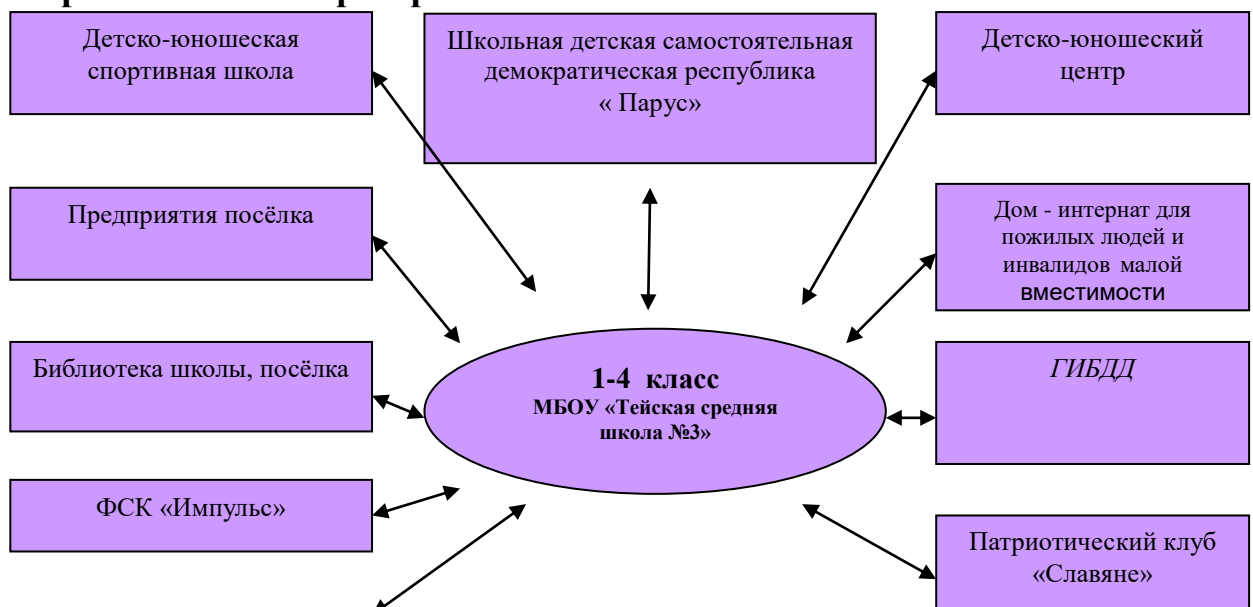 Детско-юношеская
спортивная школа
Школьная детская самостоятельная
демократическая республика
« Парус»
Детско-юношеский
центр
Предприятия посёлка
Дом - интернат для
пожилых людей и
инвалидов малой
вместимости
Библиотека школы, посёлка
1-4 класс
МБОУ «Тейская средняя
школа №3»
ГИБДД
ФСК «Импульс»
Патриотический клуб
«Славяне»